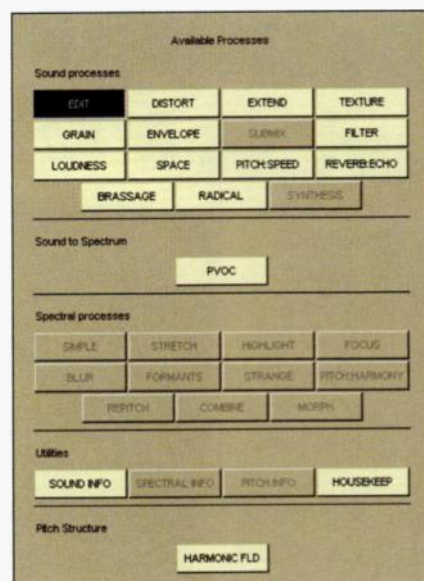 Available Processes
Sound processes
EDIT DISTORT EXTEND TEXTURE
GRAIN ENVELOPE SUBMIX FILTER
LOUDNESS SPACE PITCH:SPEED REVERB:ECHO
BRASSAGE RADICAL SYNTHESIS
Sound to Spectrum
PVOC
Spectral processes
SIMPLE STRETCH HIGHLIGHT FOCUS
BLUR FORMANTS STRANGE PITCH:HARMONY
REPITCH COMBINE MORPH
Utilities
SOUND INFO SPECTRAL INFO PITCH INFO HOUSEKEEP
Pitch Structure
HARMONIC FLD